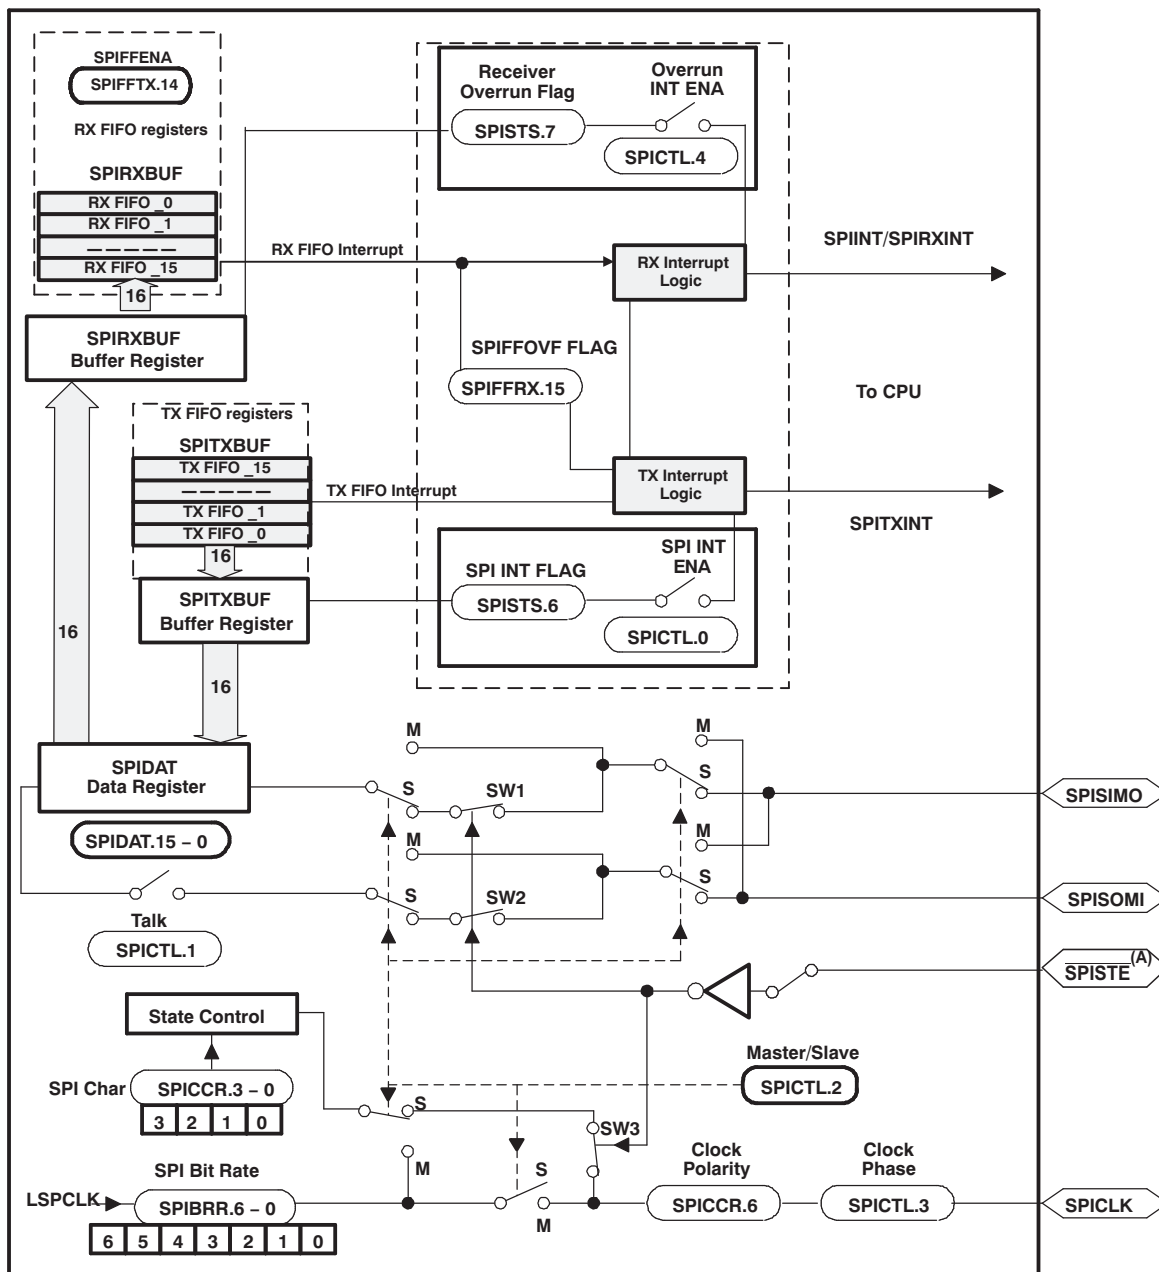 SPIFFENA
SPIFFTX.14
RX FIFO registers
SPIRXBUF
RX FIFO _0
RX FIFO _1
— — — — —
RX FIFO _15
16
SPIRXBUF
Buffer Register
Receiver
Overrun Flag
SPISTS.7
Overrun
INT ENA
SPICTL.4
RX FIFO Interrupt
RX Interrupt
Logic
SPIINT/SPIRXINT
SPIFFOVF FLAG
SPIFFRX.15
To CPU
TX FIFO registers
SPITXBUF
TX FIFO _15
— — — — —
TX FIFO _1
TX FIFO _0
16
TX FIFO Interrupt
TX Interrupt
Logic
SPITXINT
SPITXBUF
Buffer Register
SPI INT FLAG
SPISTS.6
SPI INT
ENA
SPICTL.0
16
16
SPIDAT
Data Register
SPIDAT.15 – 0
M
S
SW1
M
S
SPISIMO
M
S
SW2
M
S
SPISOMI
Talk
SPICTL.1
SPISTE (A)
State Control
Master/Slave
SPICTL.2
SPI Char
SPICCR.3 – 0
3 2 1 0
S
M
SW3
SPI Bit Rate
LSPCLK
SPIBRR.6 – 0
6 5 4 3 2 1 0
S
M
Clock
Polarity
SPICCR.6
Clock
Phase
SPICTL.3
SPICLK